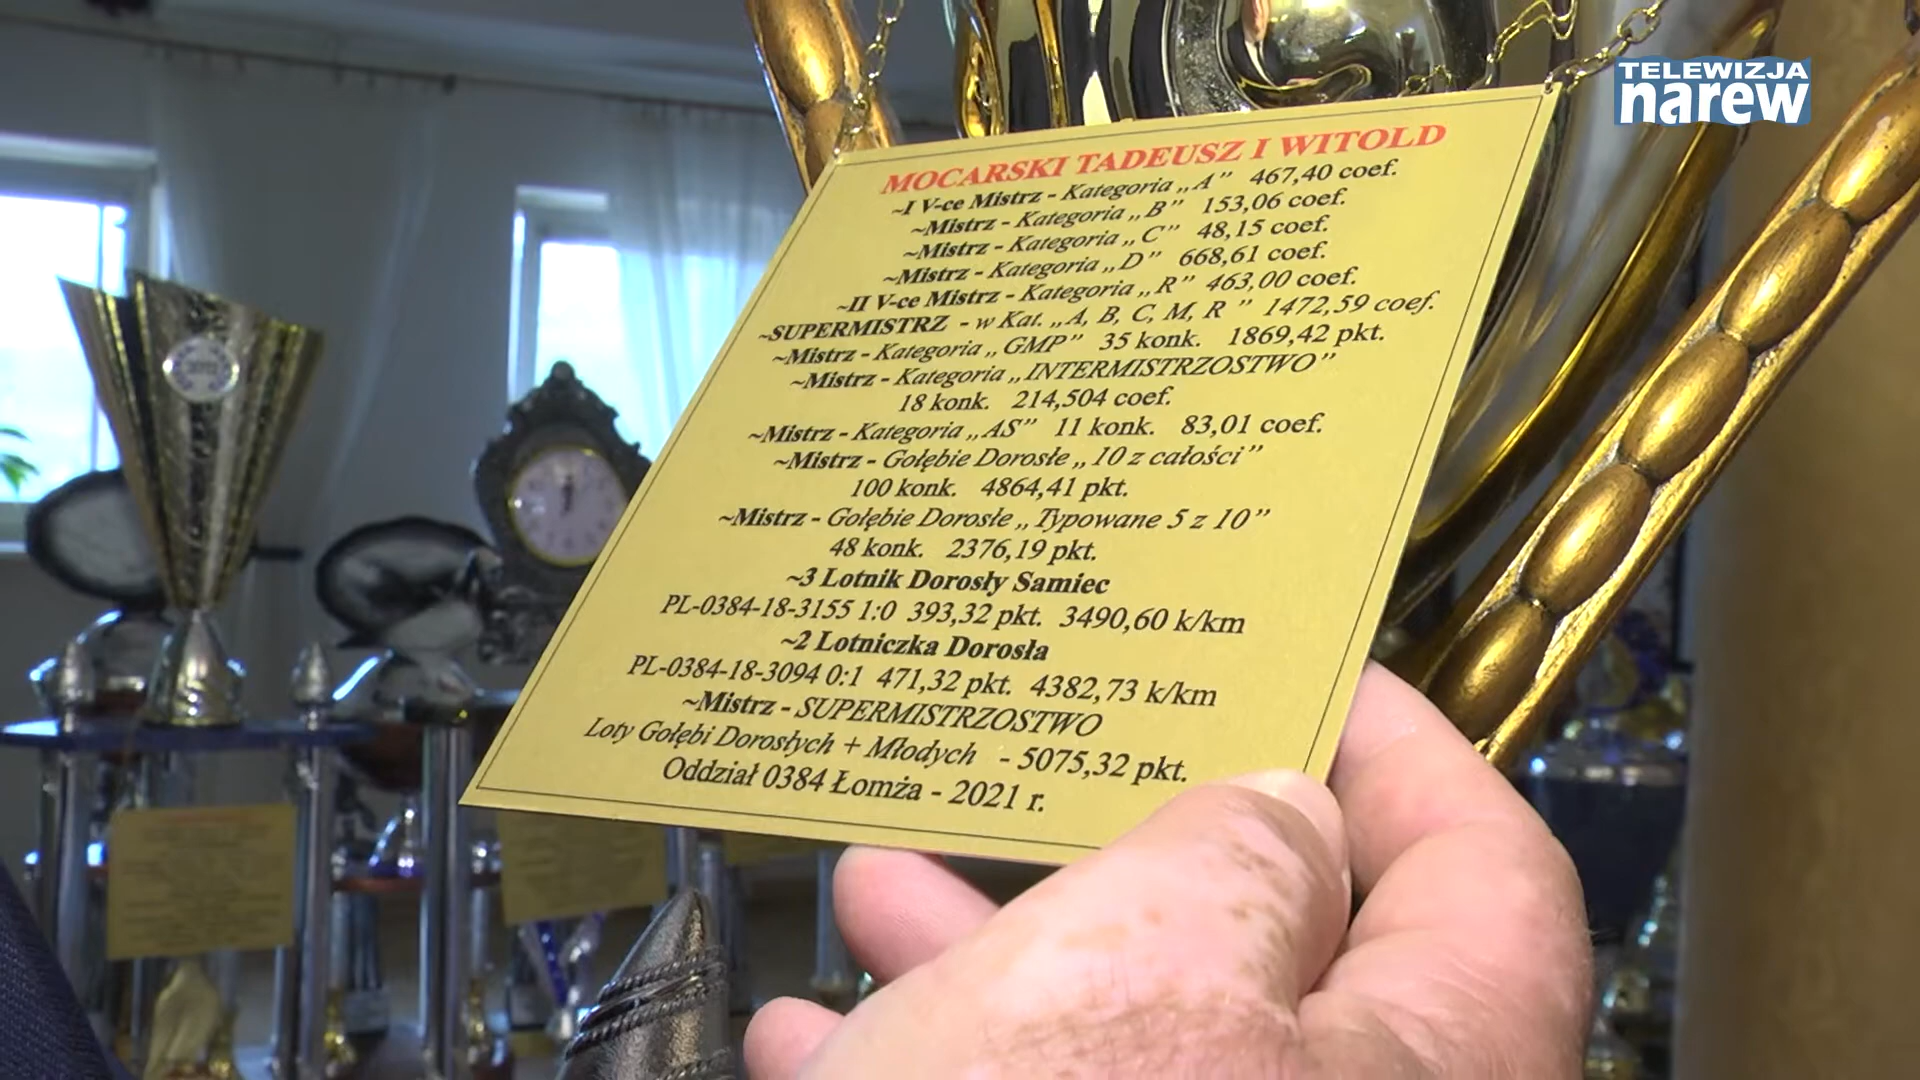 TELEWIZJA
narew
MOCARSKI TADEUSZ I WITOLD
~I V-ce Mistrz - Kategoria „A” 467,40 coef.
~Mistrz - Kategoria „B” 153,06 coef.
~Mistrz - Kategoria „C” 48,15 coef.
~Mistrz - Kategoria „D” 668,61 coef.
~II V-ce Mistrz - Kategoria „R” 463,00 coef.
~SUPERMISTRZ - w Kat. „A, B, C, M, R ” 1472,59 coef.
~Mistrz - Kategoria „GMP” 35 konk. 1869,42 pkt.
~Mistrz - Kategoria „INTERMISTRZOSTWO”
18 konk. 214,504 coef.
~Mistrz - Kategoria „AS” 11 konk. 83,01 coef.
~Mistrz - Gołębie Dorosłe „10 z całości”
100 konk. 4864,41 pkt.
~Mistrz - Gołębie Dorosłe „Typowane 5 z 10”
48 konk. 2376,19 pkt.
~3 Lotnik Dorosły Samiec
PL-0384-18-3155 1:0 393,32 pkt. 3490,60 k/km
~2 Lotniczka Dorosła
PL-0384-18-3094 0:1 471,32 pkt. 4382,73 k/km
~Mistrz - SUPERMISTRZOSTWO
Loty Gołębi Dorosłych + Młodych - 5075,32 pkt.
Oddział 0384 Łomża - 2021 r.